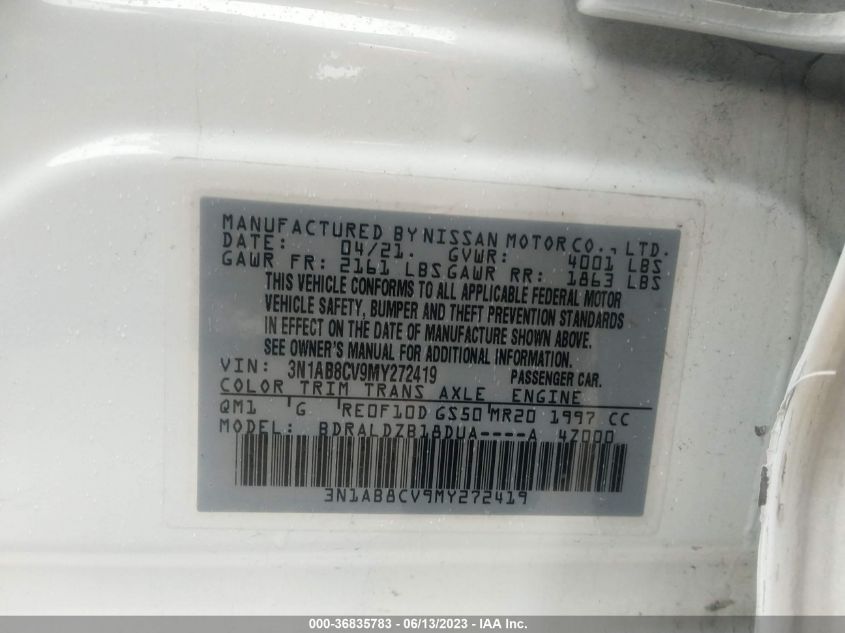 MANUFACTURED BY NISSAN MOTOR CO., LTD.
DATE: 04/21. GVWR: 4001 LBS
GAWR FR: 2161 LBS GAWR RR: 1863 LBS
THIS VEHICLE CONFORMS TO ALL APPLICABLE FEDERAL MOTOR
VEHICLE SAFETY, BUMPER AND THEFT PREVENTION STANDARDS
IN EFFECT ON THE DATE OF MANUFACTURE SHOWN ABOVE.
SEE OWNER'S MANUAL FOR ADDITIONAL INFORMATION.
VIN: 3N1AB8CV9MY272419 PASSENGER CAR.
COLOR TRIM TRANS AXLE ENGINE
QM1 G RE0F10D GS50 MR20 1997 CC
MODEL: BDRALDZB18DUA----A 4Z000
3N1AB8CV9MY272419
000-36835783 - 06/13/2023 - IAA Inc.